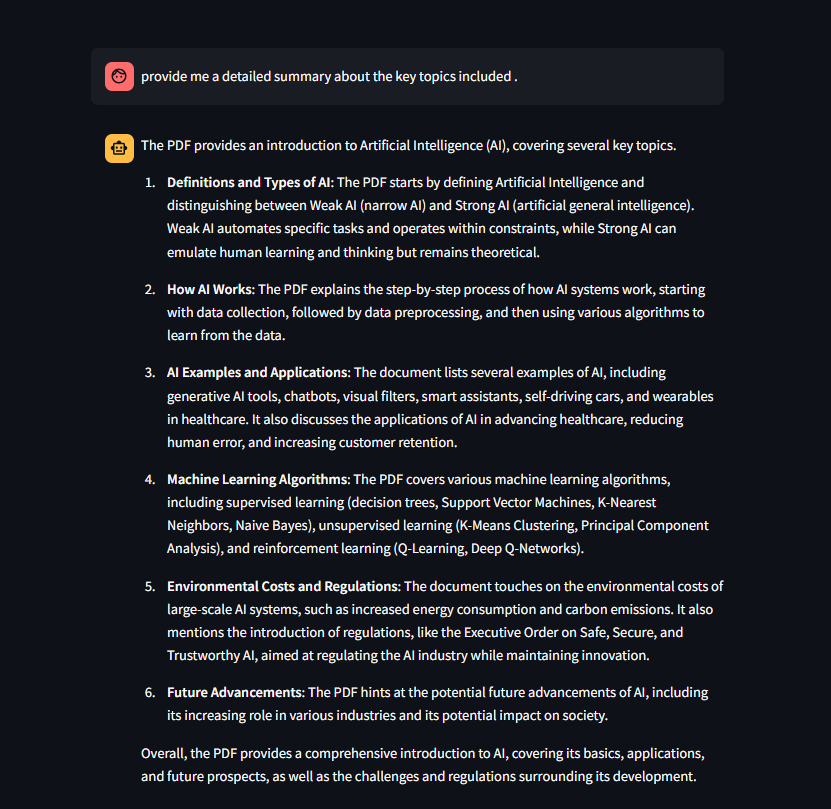 provide me a detailed summary about the key topics included .
The PDF provides an introduction to Artificial Intelligence (AI), covering several key topics.
1. Definitions and Types of AI: The PDF starts by defining Artificial Intelligence and
distinguishing between Weak AI (narrow AI) and Strong AI (artificial general intelligence).
Weak AI automates specific tasks and operates within constraints, while Strong AI can
emulate human learning and thinking but remains theoretical.
2. How AI Works: The PDF explains the step-by-step process of how AI systems work, starting
with data collection, followed by data preprocessing, and then using various algorithms to
learn from the data.
3. AI Examples and Applications: The document lists several examples of AI, including
generative AI tools, chatbots, visual filters, smart assistants, self-driving cars, and wearables
in healthcare. It also discusses the applications of AI in advancing healthcare, reducing
human error, and increasing customer retention.
4. Machine Learning Algorithms: The PDF covers various machine learning algorithms,
including supervised learning (decision trees, Support Vector Machines, K-Nearest
Neighbors, Naive Bayes), unsupervised learning (K-Means Clustering, Principal Component
Analysis), and reinforcement learning (Q-Learning, Deep Q-Networks).
5. Environmental Costs and Regulations: The document touches on the environmental costs of
large-scale AI systems, such as increased energy consumption and carbon emissions. It also
mentions the introduction of regulations, like the Executive Order on Safe, Secure, and
Trustworthy AI, aimed at regulating the AI industry while maintaining innovation.
6. Future Advancements: The PDF hints at the potential future advancements of AI, including
its increasing role in various industries and its potential impact on society.
Overall, the PDF provides a comprehensive introduction to AI, covering its basics, applications,
and future prospects, as well as the challenges and regulations surrounding its development.